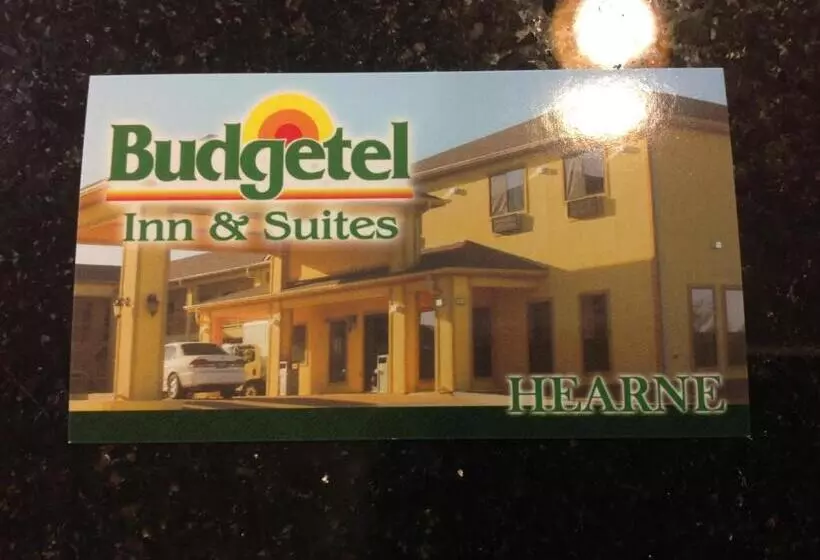 Budgetel
Inn & Suites
HEARNE